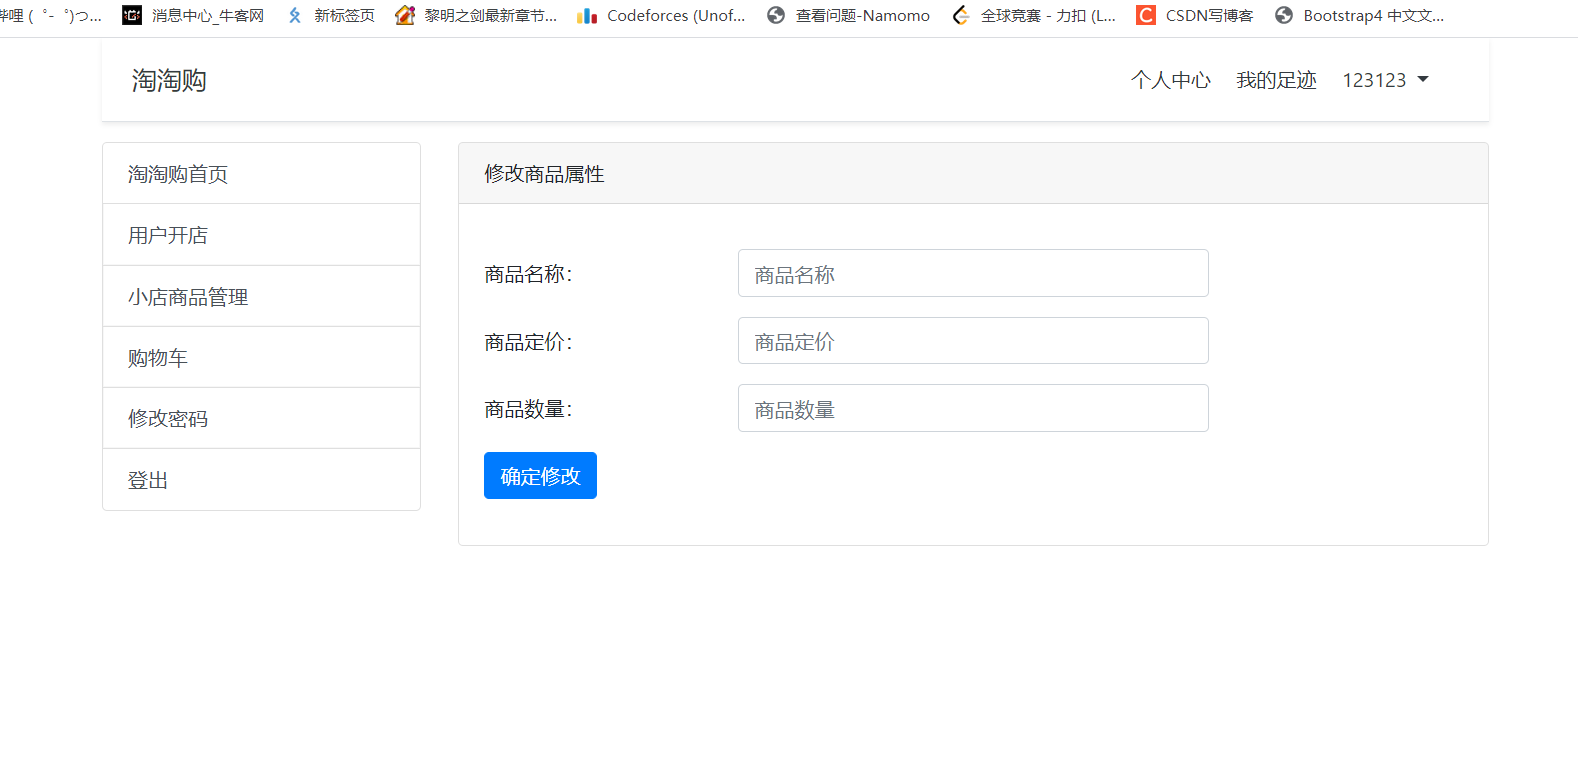 哔哩 (゜-゜)つ... 消息中心_牛客网 新标签页 黎明之剑最新章节... Codeforces (Unof... 查看问题-Namomo 全球竞赛 - 力扣 (L... CSDN写博客 Bootstrap4 中文文...
淘淘购 个人中心 我的足迹 123123
淘淘购首页
用户开店
小店商品管理
购物车
修改密码
登出
修改商品属性
商品名称： 商品名称
商品定价： 商品定价
商品数量： 商品数量
确定修改